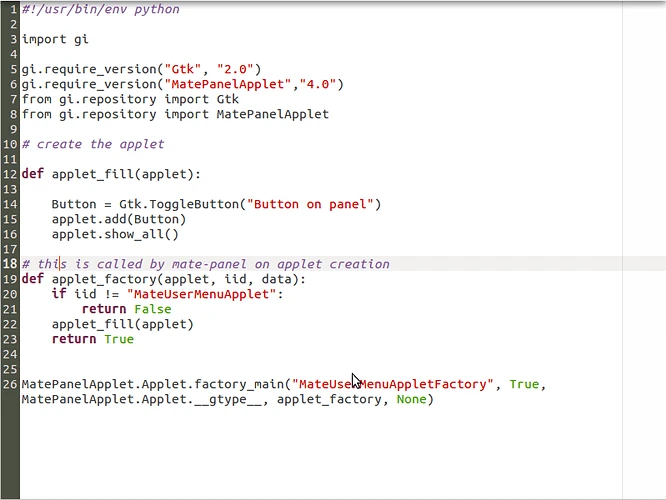 1 #!/usr/bin/env python
2
3 import gi
4
5 gi.require_version("Gtk", "2.0")
6 gi.require_version("MatePanelApplet","4.0")
7 from gi.repository import Gtk
8 from gi.repository import MatePanelApplet
9
10 # create the applet
11
12 def applet_fill(applet):
13
14     Button = Gtk.ToggleButton("Button on panel")
15     applet.add(Button)
16     applet.show_all()
17
18 # this is called by mate-panel on applet creation
19 def applet_factory(applet, iid, data):
20     if iid != "MateUserMenuApplet":
21         return False
22     applet_fill(applet)
23     return True
24
25
26 MatePanelApplet.Applet.factory_main("MateUserMenuAppletFactory", True,
MatePanelApplet.Applet.__gtype__, applet_factory, None)